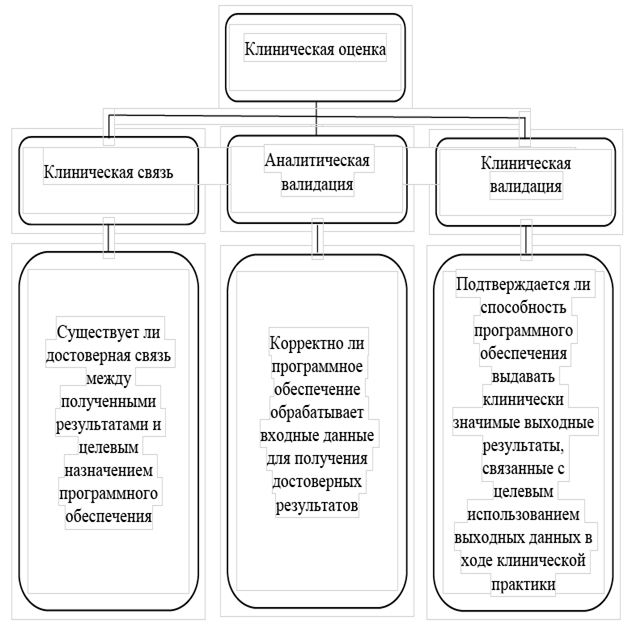 Клиническая оценка
Клиническая связь
Аналитическая
валидация
Клиническая
валидация
Существует ли
достоверная связь
между
полученными
результатами и
целевым
назначением
программного
обеспечения
Корректно ли
программное
обеспечение
обрабатывает
входные данные
для получения
достоверных
результатов
Подтверждается ли
способность
программного
обеспечения
выдавать
клинически
значимые выходные
результаты,
связанные с
целевым
использованием
выходных данных в
ходе клинической
практики